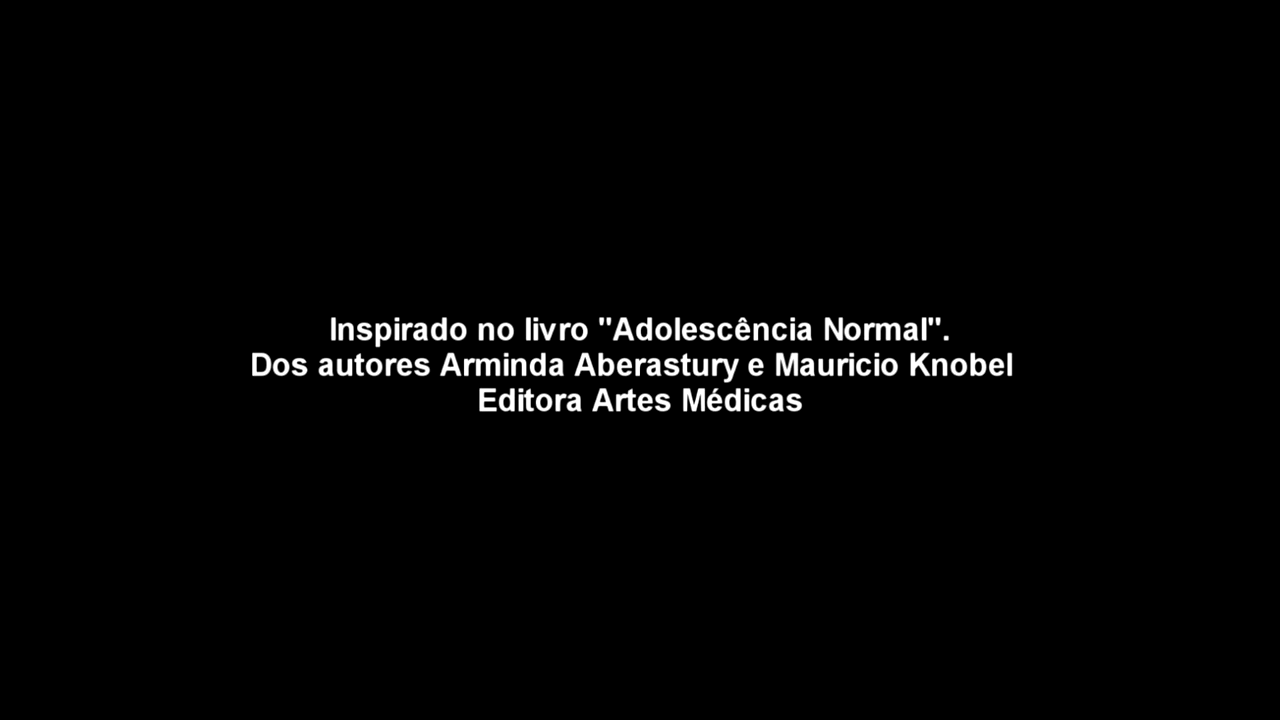 Inspirado no livro "Adolescência Normal".
Dos autores Arminda Aberastury e Mauricio Knobel
Editora Artes Médicas